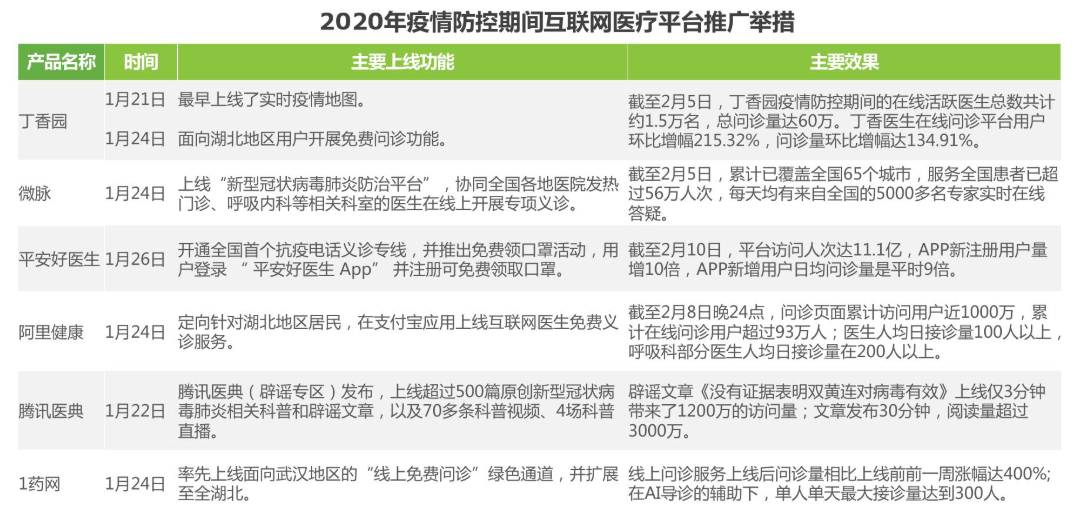 2020年疫情防控期间互联网医疗平台推广举措
产品名称 时间 主要上线功能 主要效果
丁香园
1月21日 最早上线了实时疫情地图。
1月24日 面向湖北地区用户开展免费问诊功能。
截至2月5日，丁香园疫情防控期间的在线活跃医生总数共计
约1.5万名，总问诊量达60万。丁香医生在线问诊平台用户
环比增幅215.32%，问诊量环比增幅达134.91%。
微脉
1月24日
上线“新型冠状病毒肺炎防治平台”，协同全国各地医院发热
门诊、呼吸内科等相关科室的医生在线上开展专项义诊。
截至2月5日，累计已覆盖全国65个城市，服务全国患者已超
过56万人次，每天均有来自全国的5000多名专家实时在线
答疑。
平安好医生
1月26日
开通全国首个抗疫电话义诊专线，并推出免费领口罩活动，用
户登录 “ 平安好医生 App” 并注册可免费领取口罩。
截至2月10日，平台访问人次达11.1亿，APP新注册用户量
增10倍，APP新增用户日均问诊量是平时9倍。
阿里健康
1月24日
定向针对湖北地区居民，在支付宝应用上线互联网医生免费义
诊服务。
截至2月8日晚24点，问诊页面累计访问用户近1000万，累
计在线问诊用户超过93万人；医生人均日接诊量100人以上，
呼吸科部分医生人均日接诊量在200人以上。
腾讯医典
1月22日
腾讯医典（辟谣专区）发布，上线超过500篇原创新型冠状病
毒肺炎相关科普和辟谣文章，以及70多条科普视频、4场科普
直播。
辟谣文章《没有证据表明双黄连对病毒有效》上线仅3分钟
带来了1200万的访问量；文章发布30分钟，阅读量超过
3000万。
1药网
1月24日
率先上线面向武汉地区的“线上免费问诊”绿色通道，并扩展
至全湖北。
线上问诊服务上线后问诊量相比上线前前一周涨幅达400%;
在AI导诊的辅助下，单人单天最大接诊量达到300人。